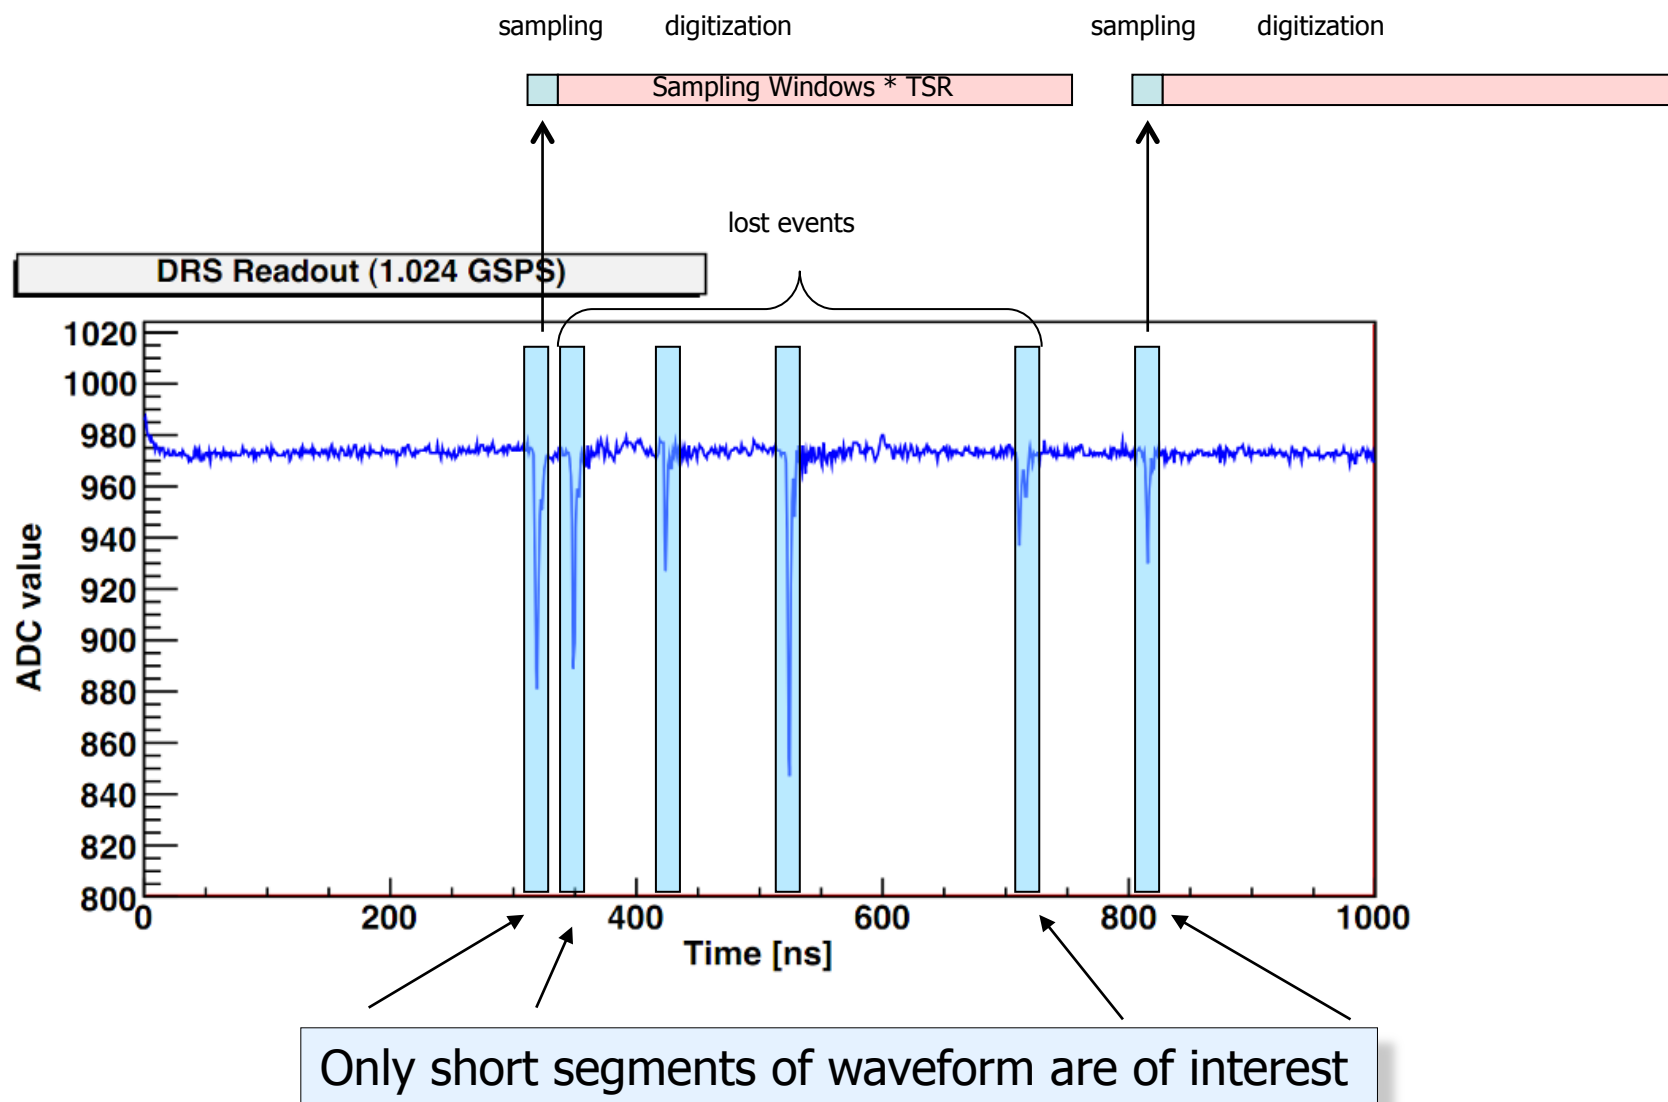 sampling digitization sampling digitization
Sampling Windows * TSR
lost events
DRS Readout (1.024 GSPS)
1020
1000
980
960
940
920
900
880
860
840
820
800
ADC value
0 200 400 600 800 1000
Time [ns]
Only short segments of waveform are of interest